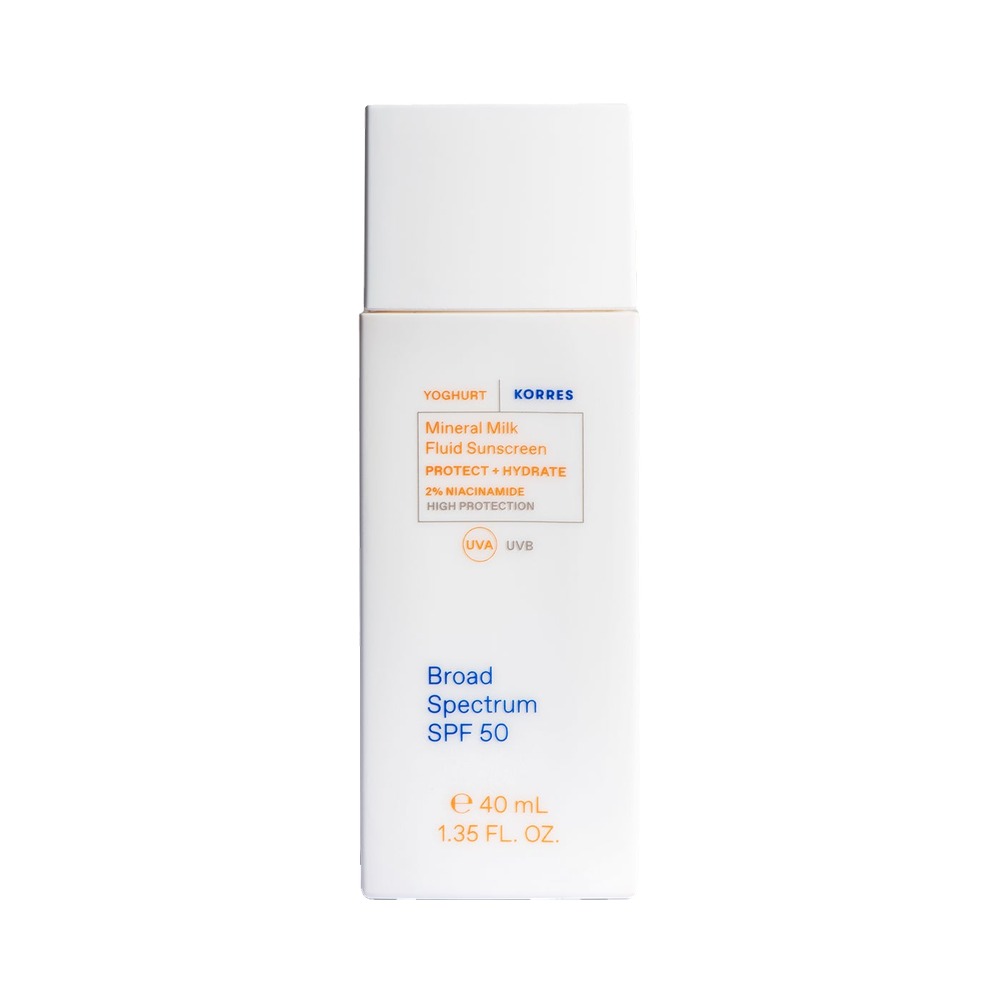 YOGHURT | KORRES
Mineral Milk
Fluid Sunscreen
PROTECT + HYDRATE
2% NIACINAMIDE
HIGH PROTECTION
UVA UVB
Broad
Spectrum
SPF 50
℮ 40 mL
1.35 FL. OZ.